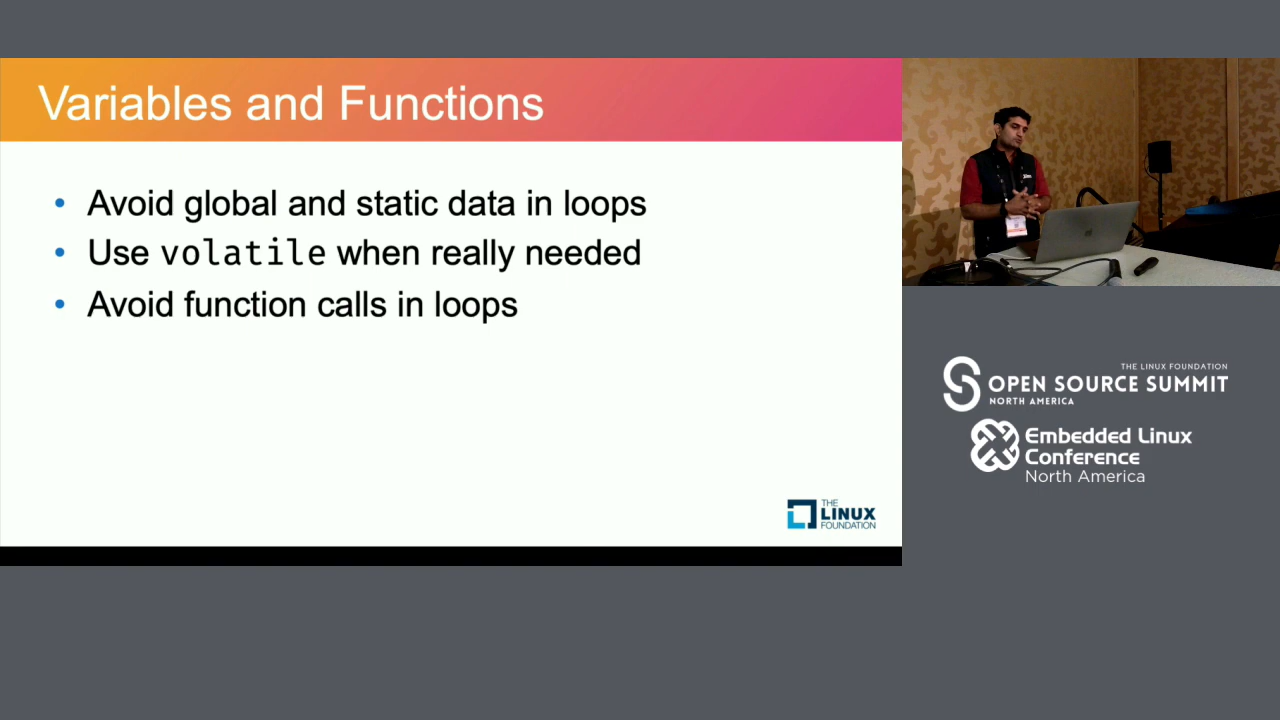 Variables and Functions
• Avoid global and static data in loops
• Use volatile when really needed
• Avoid function calls in loops
THE
LINUX
FOUNDATION
THE LINUX FOUNDATION
OPEN SOURCE SUMMIT
NORTH AMERICA
Embedded Linux
Conference
North America